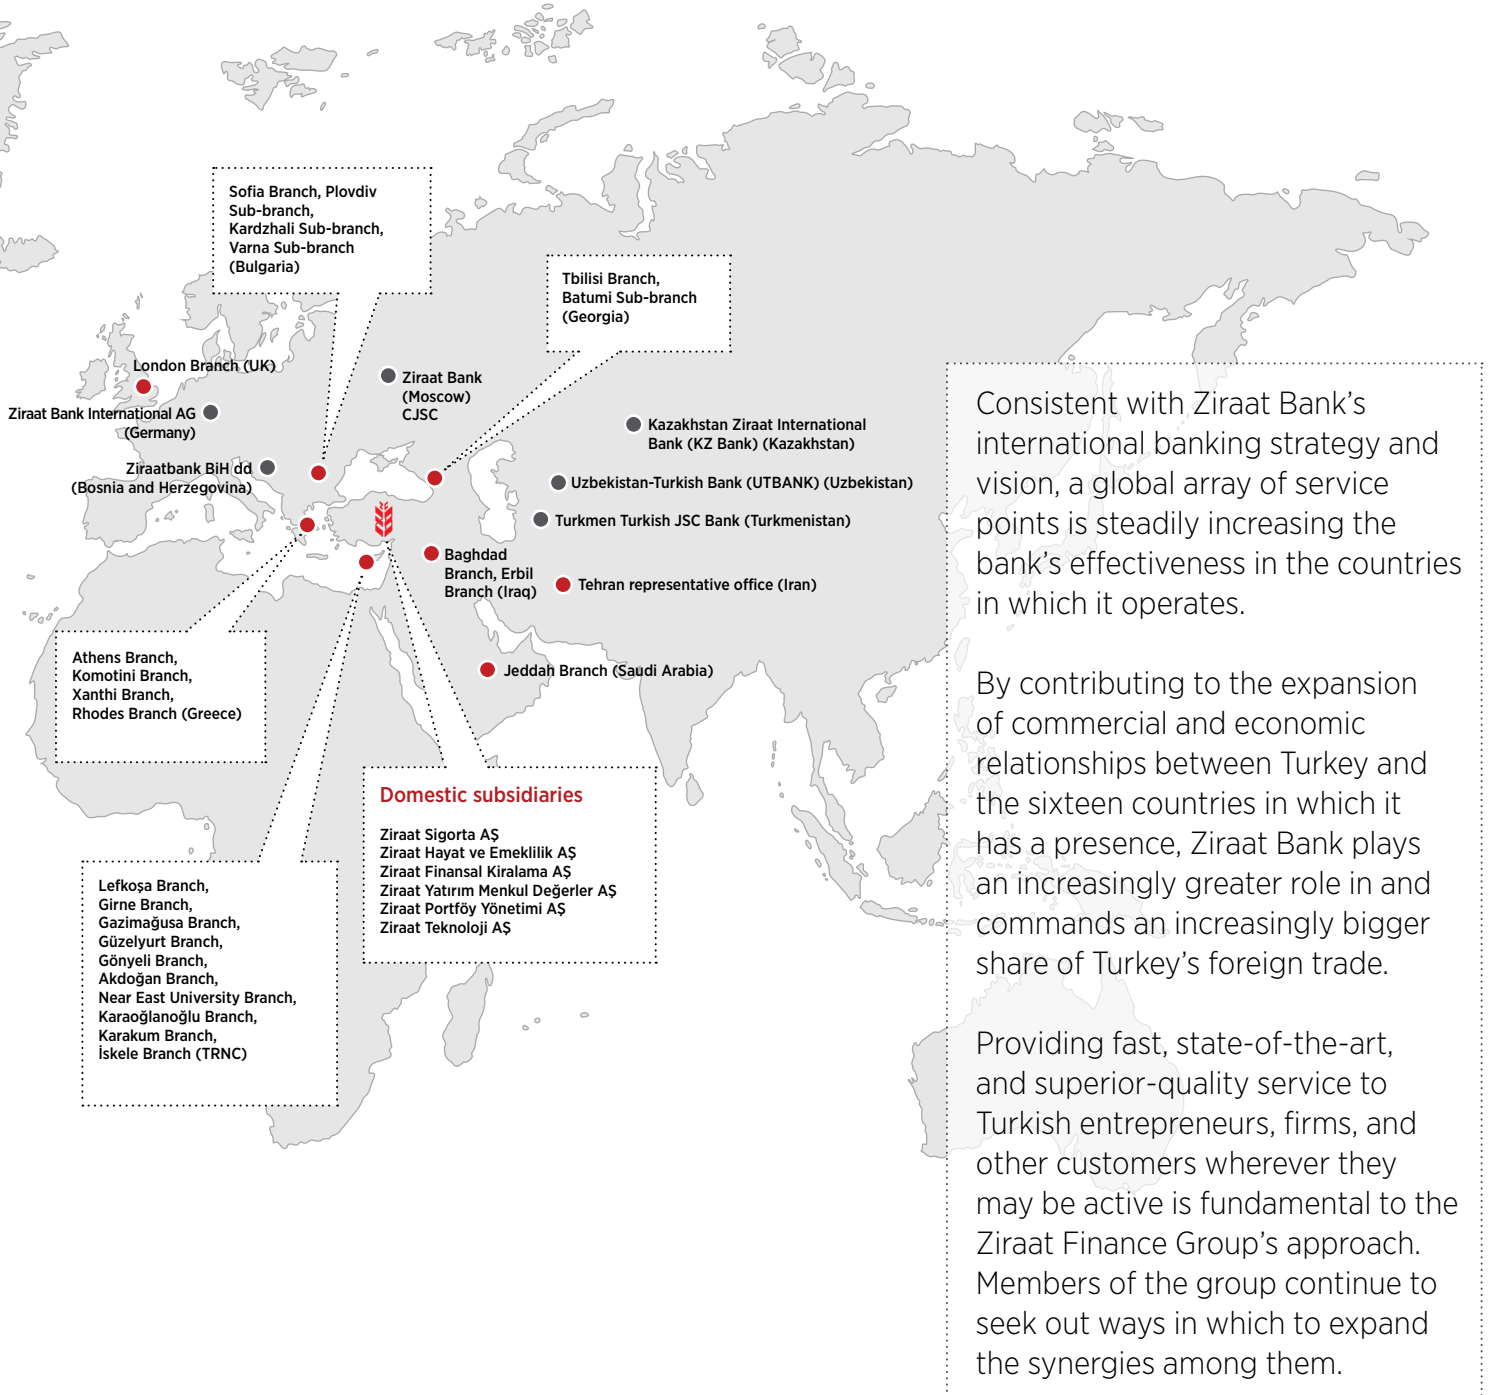 Sofia Branch, Plovdiv
Sub-branch,
Kardzhali Sub-branch,
Varna Sub-branch
(Bulgaria)
Tbilisi Branch,
Batumi Sub-branch
(Georgia)
London Branch (UK)
Ziraat Bank International AG
(Germany)
Ziraatbank BiH dd
(Bosnia and Herzegovina)
Ziraat Bank
(Moscow)
CJSC
Kazakhstan Ziraat International
Bank (KZ Bank) (Kazakhstan)
Uzbekistan-Turkish Bank (UTBANK) (Uzbekistan)
Turkmen Turkish JSC Bank (Turkmenistan)
Baghdad
Branch, Erbil
Branch (Iraq)
Tehran representative office (Iran)
Jeddah Branch (Saudi Arabia)
Athens Branch,
Komotini Branch,
Xanthi Branch,
Rhodes Branch (Greece)
Domestic subsidiaries
Ziraat Sigorta AŞ
Ziraat Hayat ve Emeklilik AŞ
Ziraat Finansal Kiralama AŞ
Ziraat Yatırım Menkul Değerler AŞ
Ziraat Portföy Yönetimi AŞ
Ziraat Teknoloji AŞ
Lefkoşa Branch,
Girne Branch,
Gazimağusa Branch,
Güzelyurt Branch,
Gönyeli Branch,
Akdoğan Branch,
Near East University Branch,
Karaoğlanoğlu Branch,
Karakum Branch,
İskele Branch (TRNC)
Consistent with Ziraat Bank's
international banking strategy and
vision, a global array of service
points is steadily increasing the
bank's effectiveness in the countries
in which it operates.
By contributing to the expansion
of commercial and economic
relationships between Turkey and
the sixteen countries in which it
has a presence, Ziraat Bank plays
an increasingly greater role in and
commands an increasingly bigger
share of Turkey's foreign trade.
Providing fast, state-of-the-art,
and superior-quality service to
Turkish entrepreneurs, firms, and
other customers wherever they
may be active is fundamental to the
Ziraat Finance Group's approach.
Members of the group continue to
seek out ways in which to expand
the synergies among them.